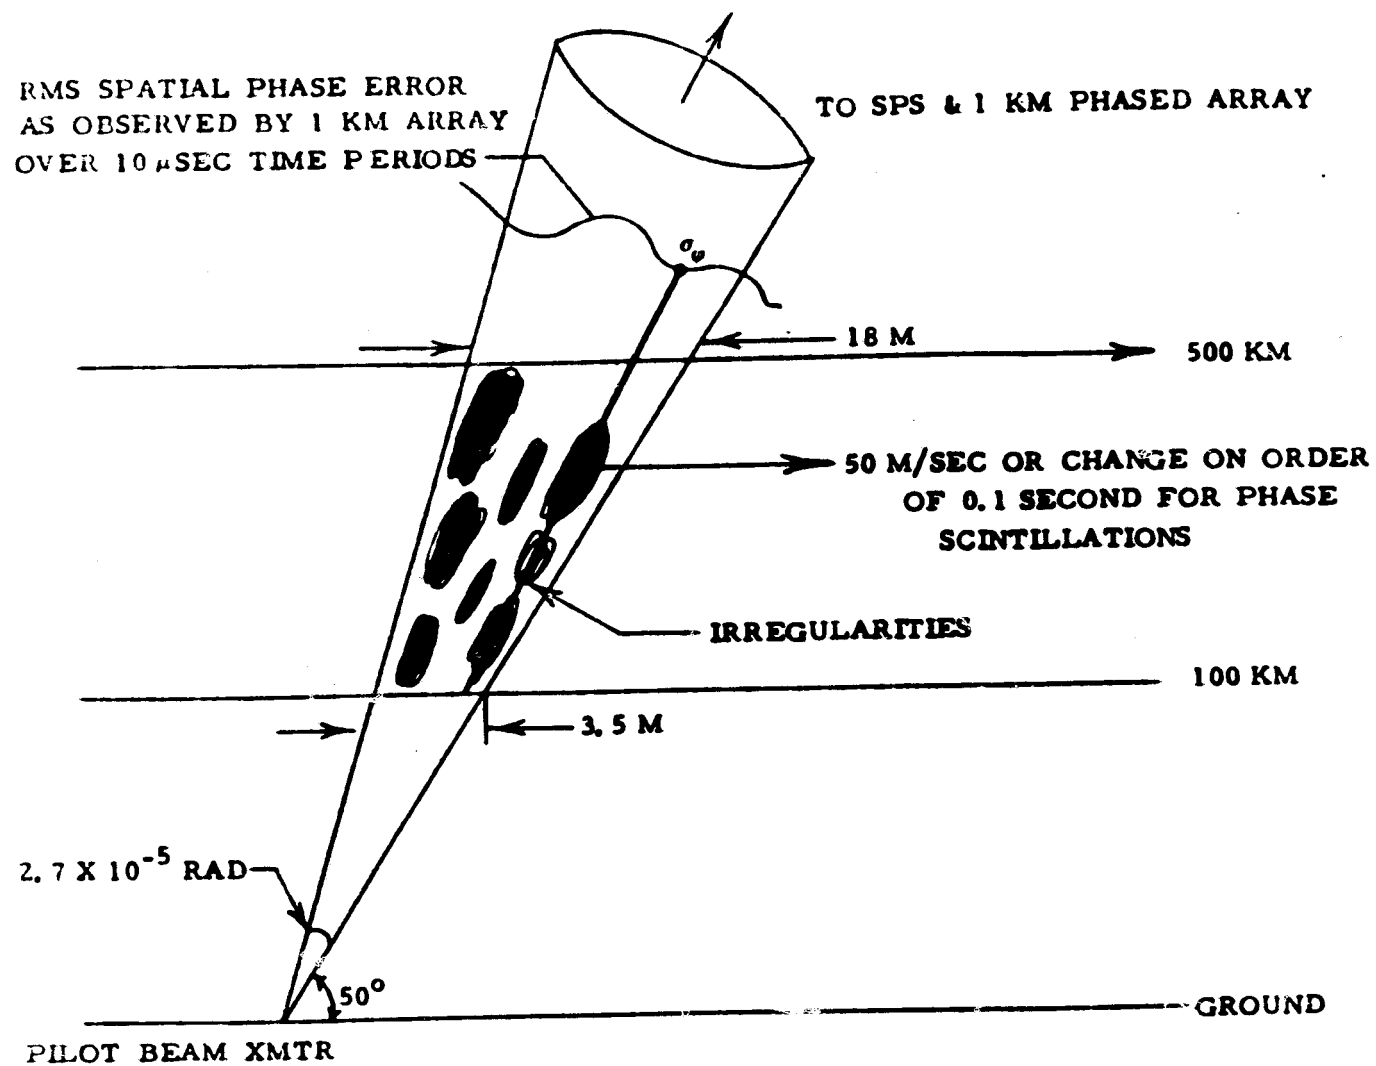 RMS SPATIAL PHASE ERROR
AS OBSERVED BY 1 KM ARRAY
OVER 10 μSEC TIME PERIODS
TO SPS & 1 KM PHASED ARRAY
σφ
18 M
500 KM
50 M/SEC OR CHANGE ON ORDER
OF 0.1 SECOND FOR PHASE
SCINTILLATIONS
IRREGULARITIES
100 KM
3.5 M
2.7 X 10⁻⁵ RAD
50°
GROUND
PILOT BEAM XMTR